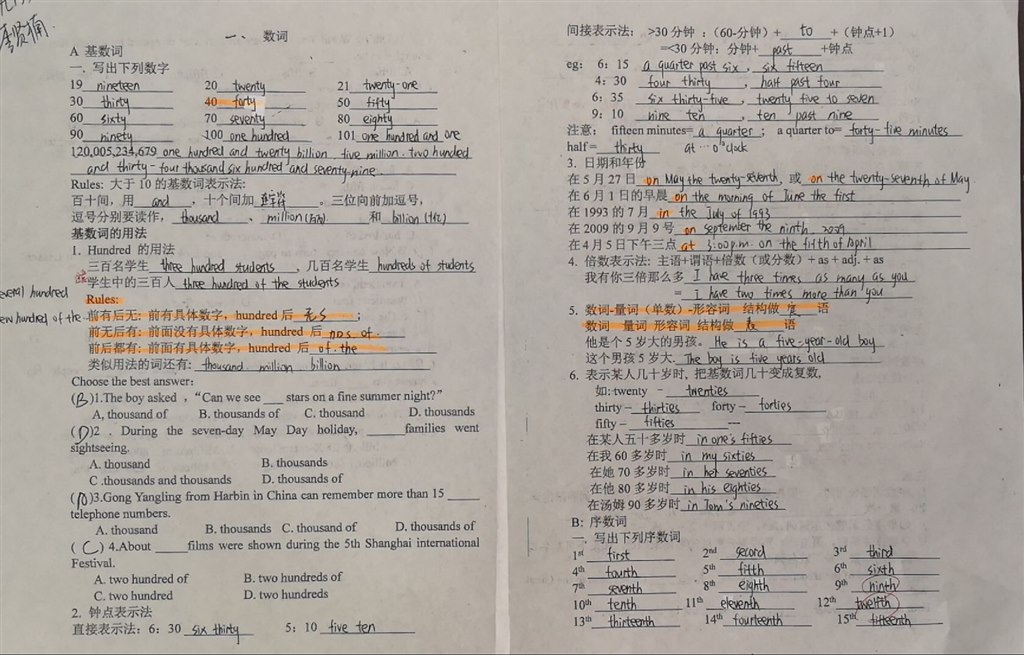 一、 数词
A 基数词
一. 写出下列数字
19 nineteen 20 twenty 21 twenty-one
30 thirty 40 forty 50 fifty
60 sixty 70 seventy 80 eighty
90 ninety 100 one hundred 101 one hundred and one
120,005,234,679 one hundred and twenty billion. five million. two hundred
and thirty-four thousand six hundred and seventy-nine
Rules: 大于 10 的基数词表示法:
百十间, 用 and , 十个间加 连字符 。三位向前加逗号,
逗号分别要读作, thousand 、 million(百万) 和 billion(十亿)
基数词的用法
1. Hundred 的用法
三百名学生 three hundred students , 几百名学生 hundreds of students
学生中的三百人 three hundred of the students
several hundred
Rules:
hundred of the
前有后无: 前有具体数字, hundred 后 无s ;
前无后有: 前面没有具体数字, hundred 后 s of
前后都有: 前面有具体数字, hundred 后 of the
类似用法的词还有: thousand. million. billion.
Choose the best answer:
(B)1.The boy asked , “Can we see ___ stars on a fine summer night?”
A, thousand of B. thousands of C. thousand D. thousands
(D)2 . During the seven-day May Day holiday, _____families went
sightseeing.
A. thousand B. thousands
C .thousands and thousands D. thousands of
(D)3.Gong Yangling from Harbin in China can remember more than 15 _____
telephone numbers.
A. thousand B. thousands C. thousand of D. thousands of
( C ) 4.About _____films were shown during the 5th Shanghai international
Festival.
A. two hundred of B. two hundreds of
C. two hundred D. two hundreds
2. 钟点表示法
直接表示法: 6: 30 six thirty 5: 10 five ten
间接表示法: >30 分钟 : (60-分钟) + to + (钟点+1)
=<30 分钟: 分钟+ past +钟点
eg: 6: 15 a quarter past six , six fifteen
4: 30 four thirty , half past four
6: 35 six thirty-five , twenty five to seven
9: 10 nine ten , ten past nine
注意: fifteen minutes= a quarter ; a quarter to= forty-five minutes
half = thirty at … o'clock
3. 日期和年份
在 5 月 27 日 on May the twenty-seventh, 或 on the twenty-seventh of May
在 6 月 1 日的早晨 on the morning of June the first
在 1993 的 7 月 in the July of 1993
在 2009 的 9 月 9 号 on september the ninth 2009
在 4 月 5 日下午三点 at 3:00 p.m. on the fifth of April
4. 倍数表示法: 主语+谓语+倍数 (或分数) + as + adj. + as
我有你三倍那么多 I have three times as many as you
= I have two times more than you
5. 数词-量词 (单数) -形容词 结构做 定 语
数词 量词 形容词 结构做 表 语
他是个 5 岁大的男孩。 He is a five-year-old boy
这个男孩 5 岁大. The boy is five years old
6. 表示某人几十岁时, 把基数词几十变成复数,
如: twenty - twenties
thirty – thirties forty – forties
fifty – fifties ---
在某人五十多岁时 in one's fifties
在我 60 多岁时 in my sixties
在她 70 多岁时 in her seventies
在他 80 多岁时 in his eighties
在汤姆 90 多岁时 in Tom's nineties
B: 序数词
一. 写出下列序数词
1st first 2nd second 3rd third
4th fourth 5th fifth 6th sixth
7th seventh 8th eighth 9th ninth
10th tenth 11th eleventh 12th twelfth
13th thirteenth 14th fourteenth 15th fifteenth